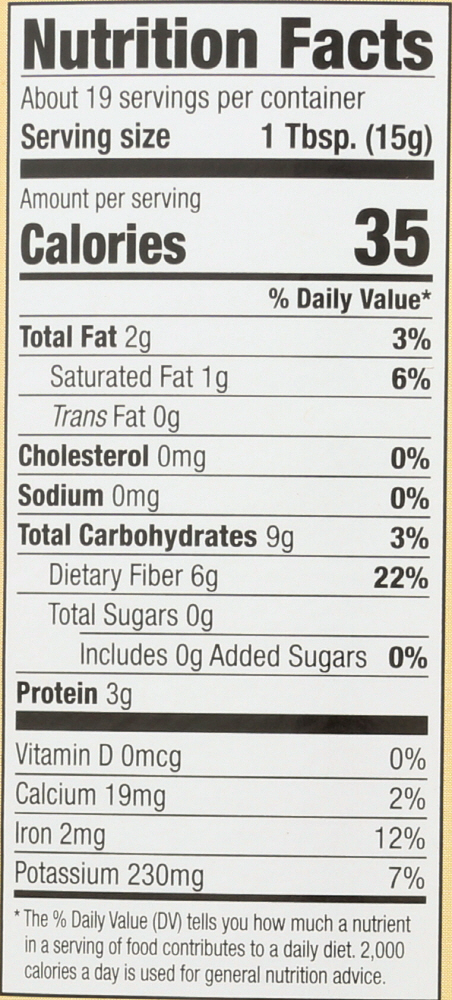 Nutrition Facts
About 19 servings per container
Serving size 1 Tbsp. (15g)
Amount per serving
Calories 35
% Daily Value*
Total Fat 2g 3%
Saturated Fat 1g 6%
Trans Fat 0g
Cholesterol 0mg 0%
Sodium 0mg 0%
Total Carbohydrates 9g 3%
Dietary Fiber 6g 22%
Total Sugars 0g
Includes 0g Added Sugars 0%
Protein 3g
Vitamin D 0mcg 0%
Calcium 19mg 2%
Iron 2mg 12%
Potassium 230mg 7%
* The % Daily Value (DV) tells you how much a nutrient
in a serving of food contributes to a daily diet. 2,000
calories a day is used for general nutrition advice.